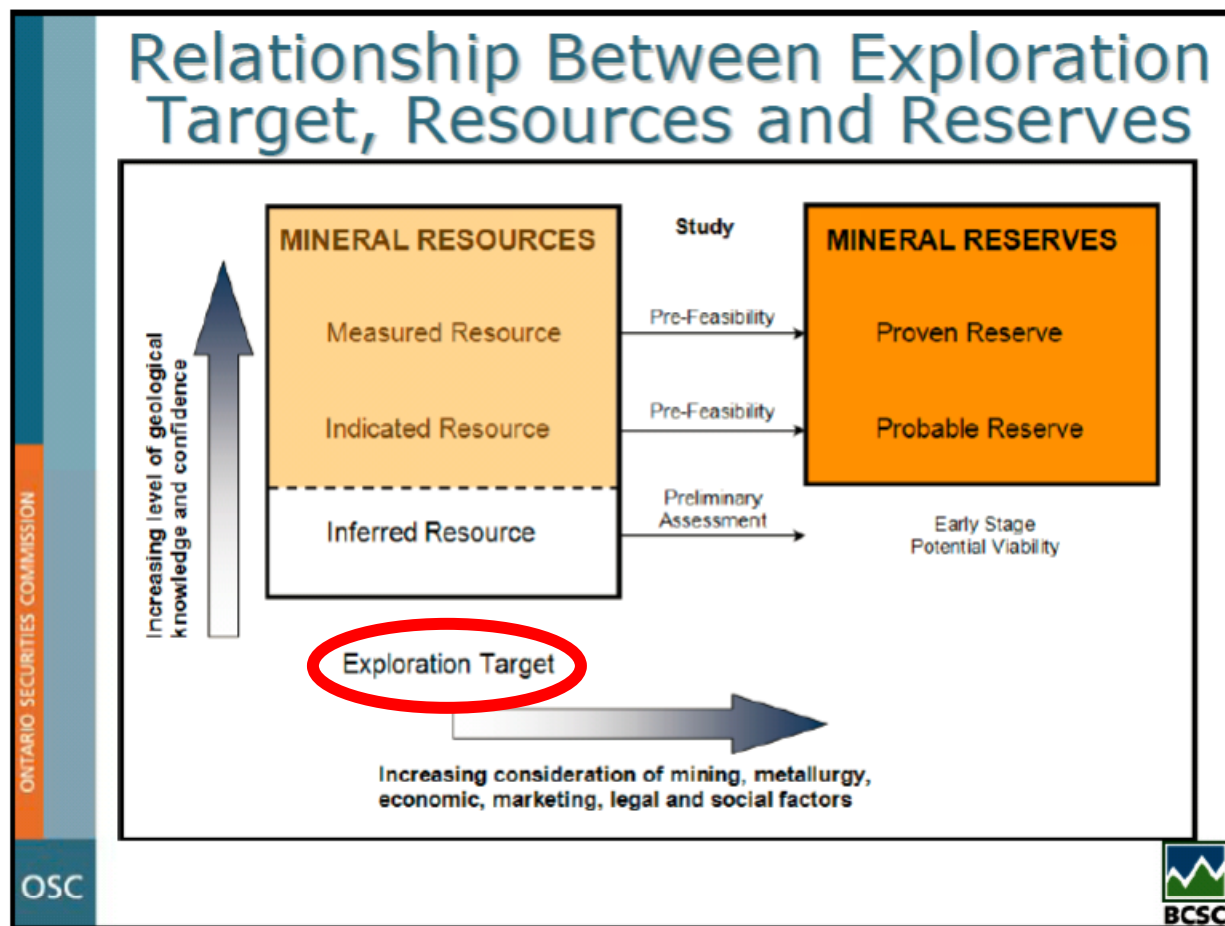 Relationship Between Exploration
Target, Resources and Reserves
MINERAL RESOURCES
Measured Resource
Indicated Resource
Inferred Resource
Study
Pre-Feasibility
Pre-Feasibility
Preliminary
Assessment
MINERAL RESERVES
Proven Reserve
Probable Reserve
Early Stage
Potential Viability
Increasing level of geological
knowledge and confidence
Exploration Target
Increasing consideration of mining, metallurgy,
economic, marketing, legal and social factors
ONTARIO SECURITIES COMMISSION
OSC
BCSC